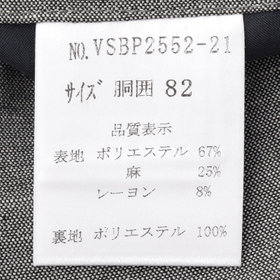 NO. VSBP2552-21
サイズ 胴囲 82
品質表示
表地 ポリエステル 67%
麻 25%
レーヨン 8%
裏地 ポリエステル 100%